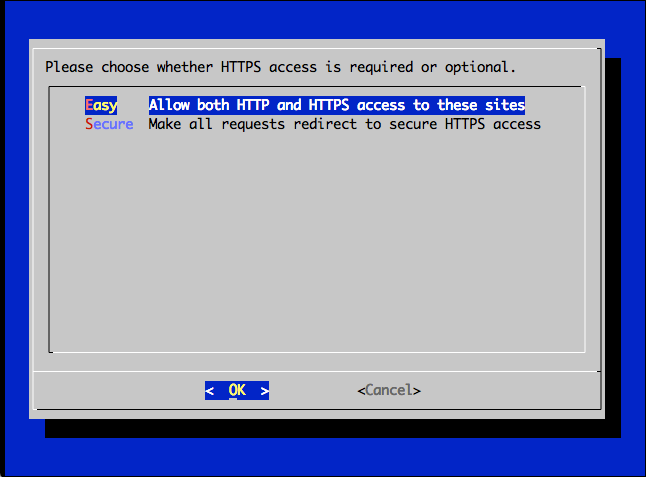 Please choose whether HTTPS access is required or optional.
Easy Allow both HTTP and HTTPS access to these sites
Secure Make all requests redirect to secure HTTPS access
< OK > <Cancel>